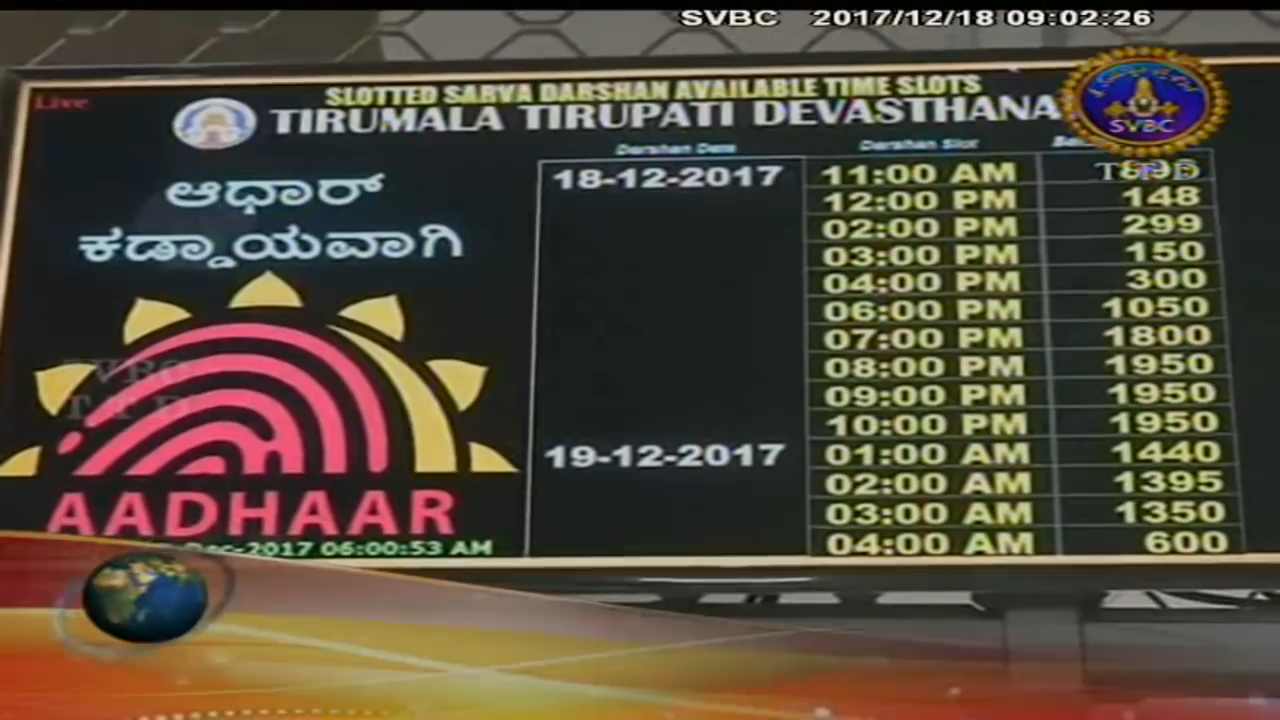 SVBC 2017/12/18 09:02:26
Live
SLOTTED SARVA DARSHAN AVAILABLE TIME SLOTS
TIRUMALA TIRUPATI DEVASTHANA
SVBC
Darshan Date Darshan Slot
TTD
ಆಧಾರ್
ಕಡ್ಡಾಯವಾಗಿ
18-12-2017 11:00 AM
12:00 PM 148
02:00 PM 299
03:00 PM 150
04:00 PM 300
06:00 PM 1050
07:00 PM 1800
08:00 PM 1950
09:00 PM 1950
10:00 PM 1950
19-12-2017 01:00 AM 1440
02:00 AM 1395
03:00 AM 1350
04:00 AM 600
AADHAAR
Dec-2017 06:00:53 AM